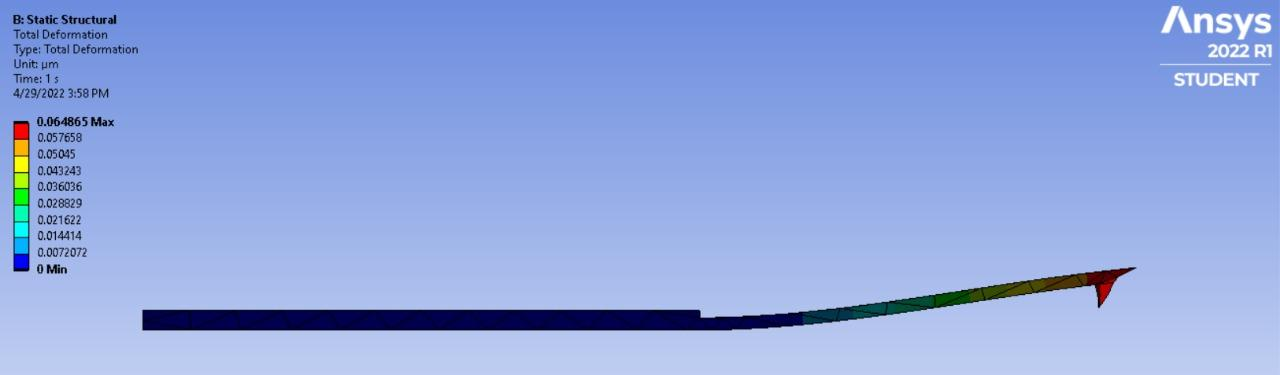 B: Static Structural
Total Deformation
Type: Total Deformation
Unit: µm
Time: 1 s
4/29/2022 3:58 PM
0.064865 Max
0.057658
0.05045
0.043243
0.036036
0.028829
0.021622
0.014414
0.0072072
0 Min
Ansys
2022 R1
STUDENT